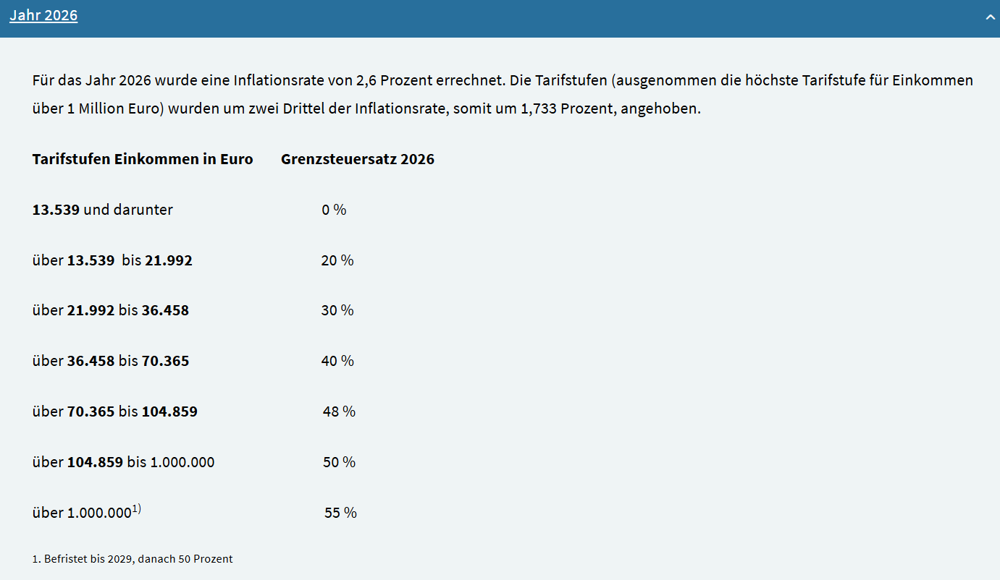 Jahr 2026
Für das Jahr 2026 wurde eine Inflationsrate von 2,6 Prozent errechnet. Die Tarifstufen (ausgenommen die höchste Tarifstufe für Einkommen
über 1 Million Euro) wurden um zwei Drittel der Inflationsrate, somit um 1,733 Prozent, angehoben.
Tarifstufen Einkommen in Euro Grenzsteuersatz 2026
13.539 und darunter 0 %
über 13.539 bis 21.992 20 %
über 21.992 bis 36.458 30 %
über 36.458 bis 70.365 40 %
über 70.365 bis 104.859 48 %
über 104.859 bis 1.000.000 50 %
über 1.000.000¹⁾ 55 %
1. Befristet bis 2029, danach 50 Prozent